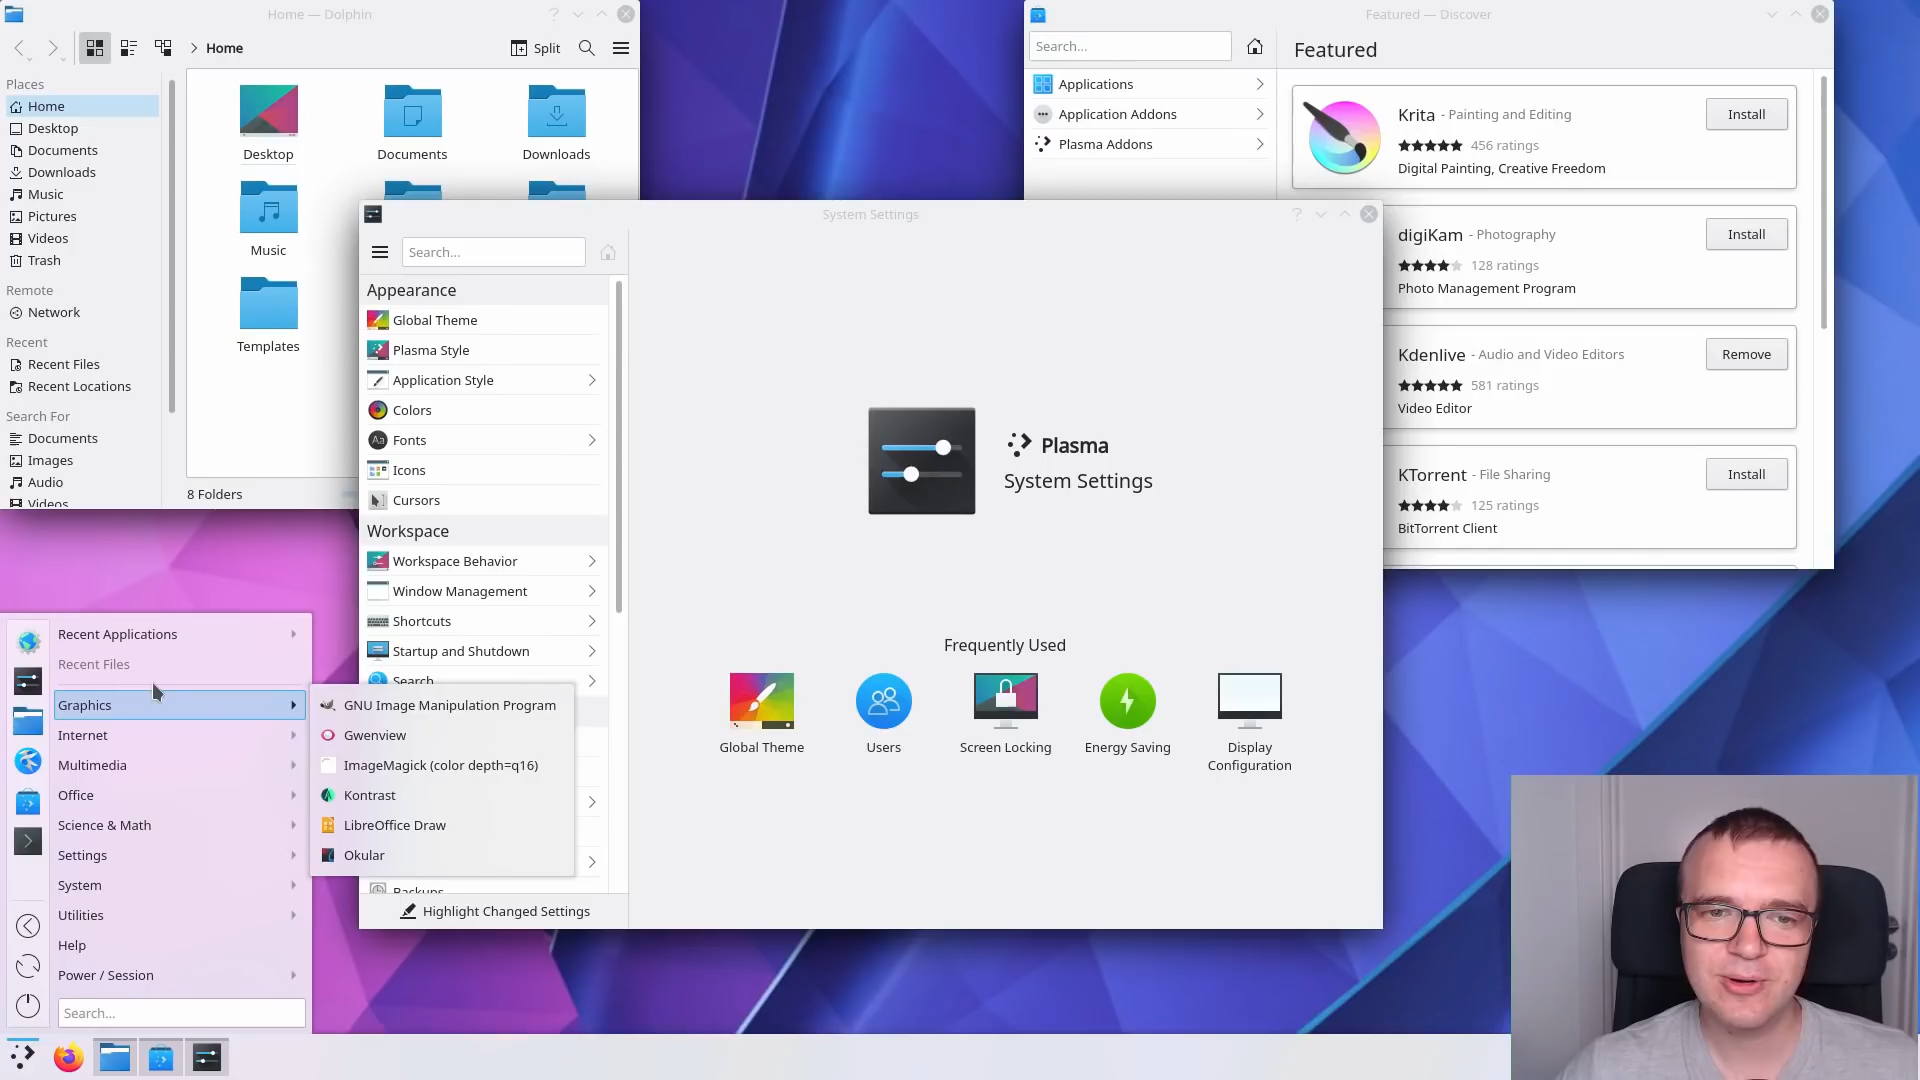 Home — Dolphin
Home
Split
Places
Home
Desktop
Documents
Downloads
Music
Pictures
Videos
Trash
Remote
Network
Recent
Recent Files
Recent Locations
Search For
Documents
Images
Audio
Videos
Desktop
Documents
Downloads
Music
Templates
8 Folders
Featured — Discover
Search...
Featured
Applications
Application Addons
Plasma Addons
Krita - Painting and Editing
456 ratings
Digital Painting, Creative Freedom
Install
digiKam - Photography
128 ratings
Photo Management Program
Install
Kdenlive - Audio and Video Editors
581 ratings
Video Editor
Remove
KTorrent - File Sharing
125 ratings
BitTorrent Client
Install
System Settings
Search...
Appearance
Global Theme
Plasma Style
Application Style
Colors
Aa
Fonts
Icons
Cursors
Workspace
Workspace Behavior
Window Management
Shortcuts
Startup and Shutdown
Search
Backups
Highlight Changed Settings
Plasma
System Settings
Frequently Used
Global Theme
Users
Screen Locking
Energy Saving
Display
Configuration
Recent Applications
Recent Files
Graphics
Internet
Multimedia
Office
Science & Math
Settings
System
Utilities
Help
Power / Session
Search...
GNU Image Manipulation Program
Gwenview
ImageMagick (color depth=q16)
Kontrast
LibreOffice Draw
Okular